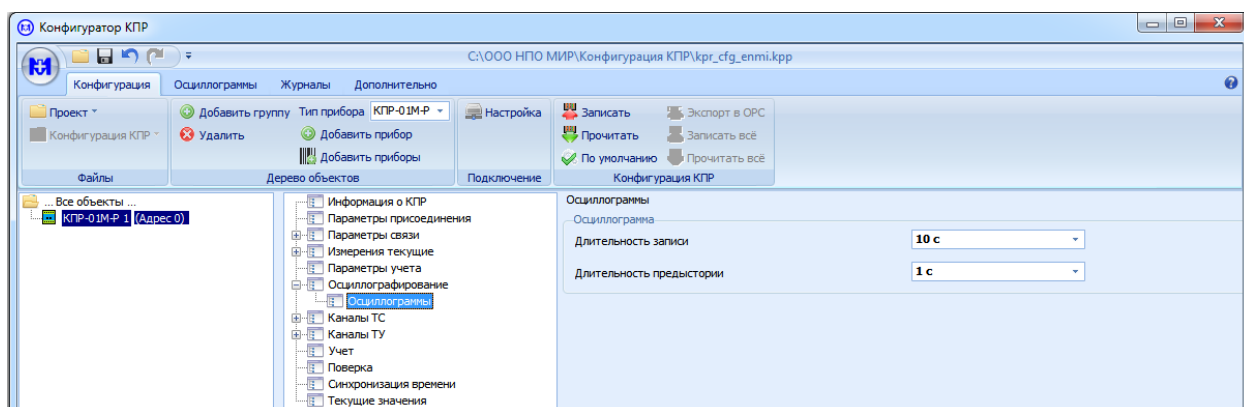 Конфигуратор КПР
C:\ООО НПО МИР\Конфигурация КПР\kpr_cfg_enmi.kpp
Конфигурация Осциллограммы Журналы Дополнительно
Проект Добавить группу Тип прибора КПР-01М-Р Настройка Записать Экспорт в OPC
Конфигурация КПР Удалить Добавить прибор Прочитать Записать всё
Добавить приборы По умолчанию Прочитать всё
Файлы Дерево объектов Подключение Конфигурация КПР
... Все объекты ...
КПР-01М-Р 1 (Адрес 0)
Информация о КПР
Параметры присоединения
Параметры связи
Измерения текущие
Параметры учета
Осциллографирование
Осциллограммы
Каналы ТС
Каналы ТУ
Учет
Поверка
Синхронизация времени
Текущие значения
Осциллограммы
Осциллограмма
Длительность записи 10 с
Длительность предыстории 1 с